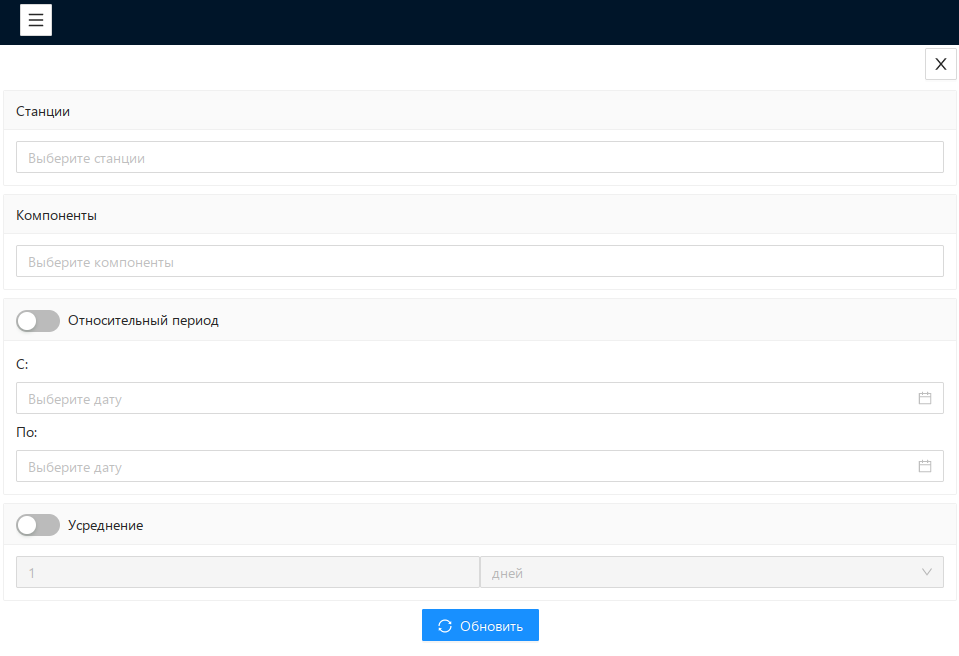 X
Станции
Выберите станции
Компоненты
Выберите компоненты
Относительный период
С:
Выберите дату
По:
Выберите дату
Усреднение
1 дней
Обновить